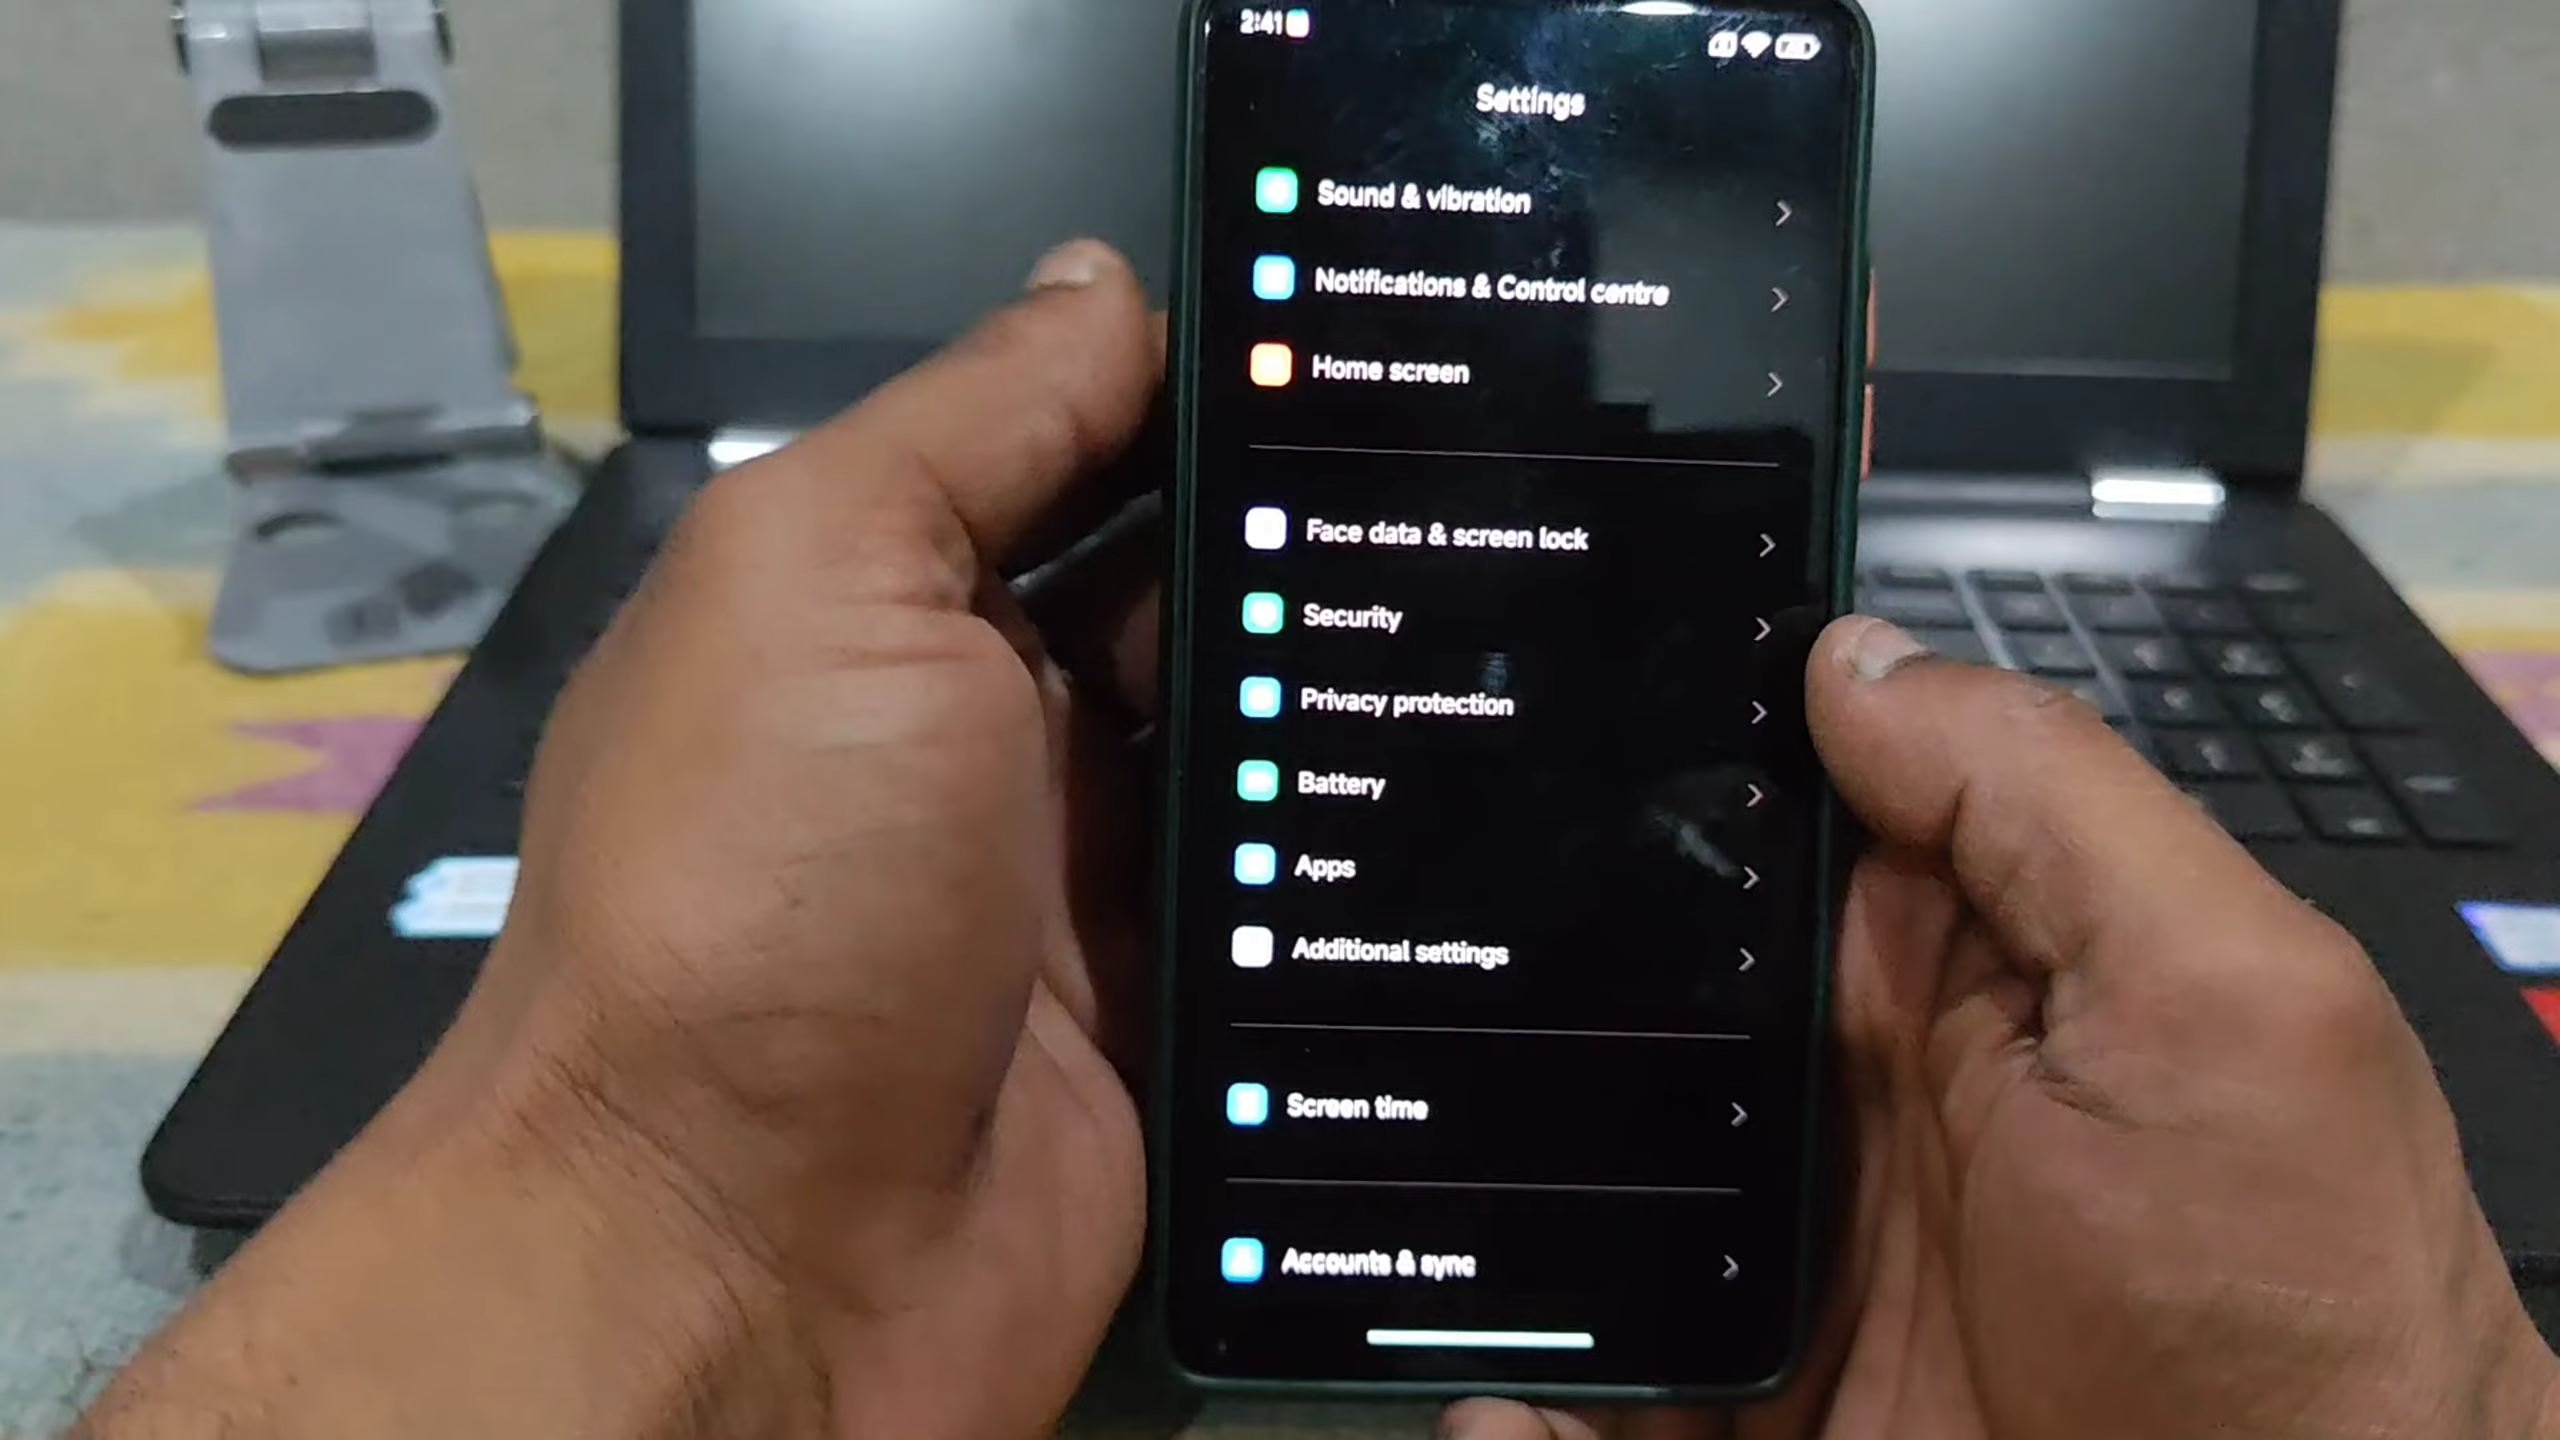 2:41
Settings
Sound & vibration
Notifications & Control centre
Home screen
Face data & screen lock
Security
Privacy protection
Battery
Apps
Additional settings
Screen time
Accounts & sync